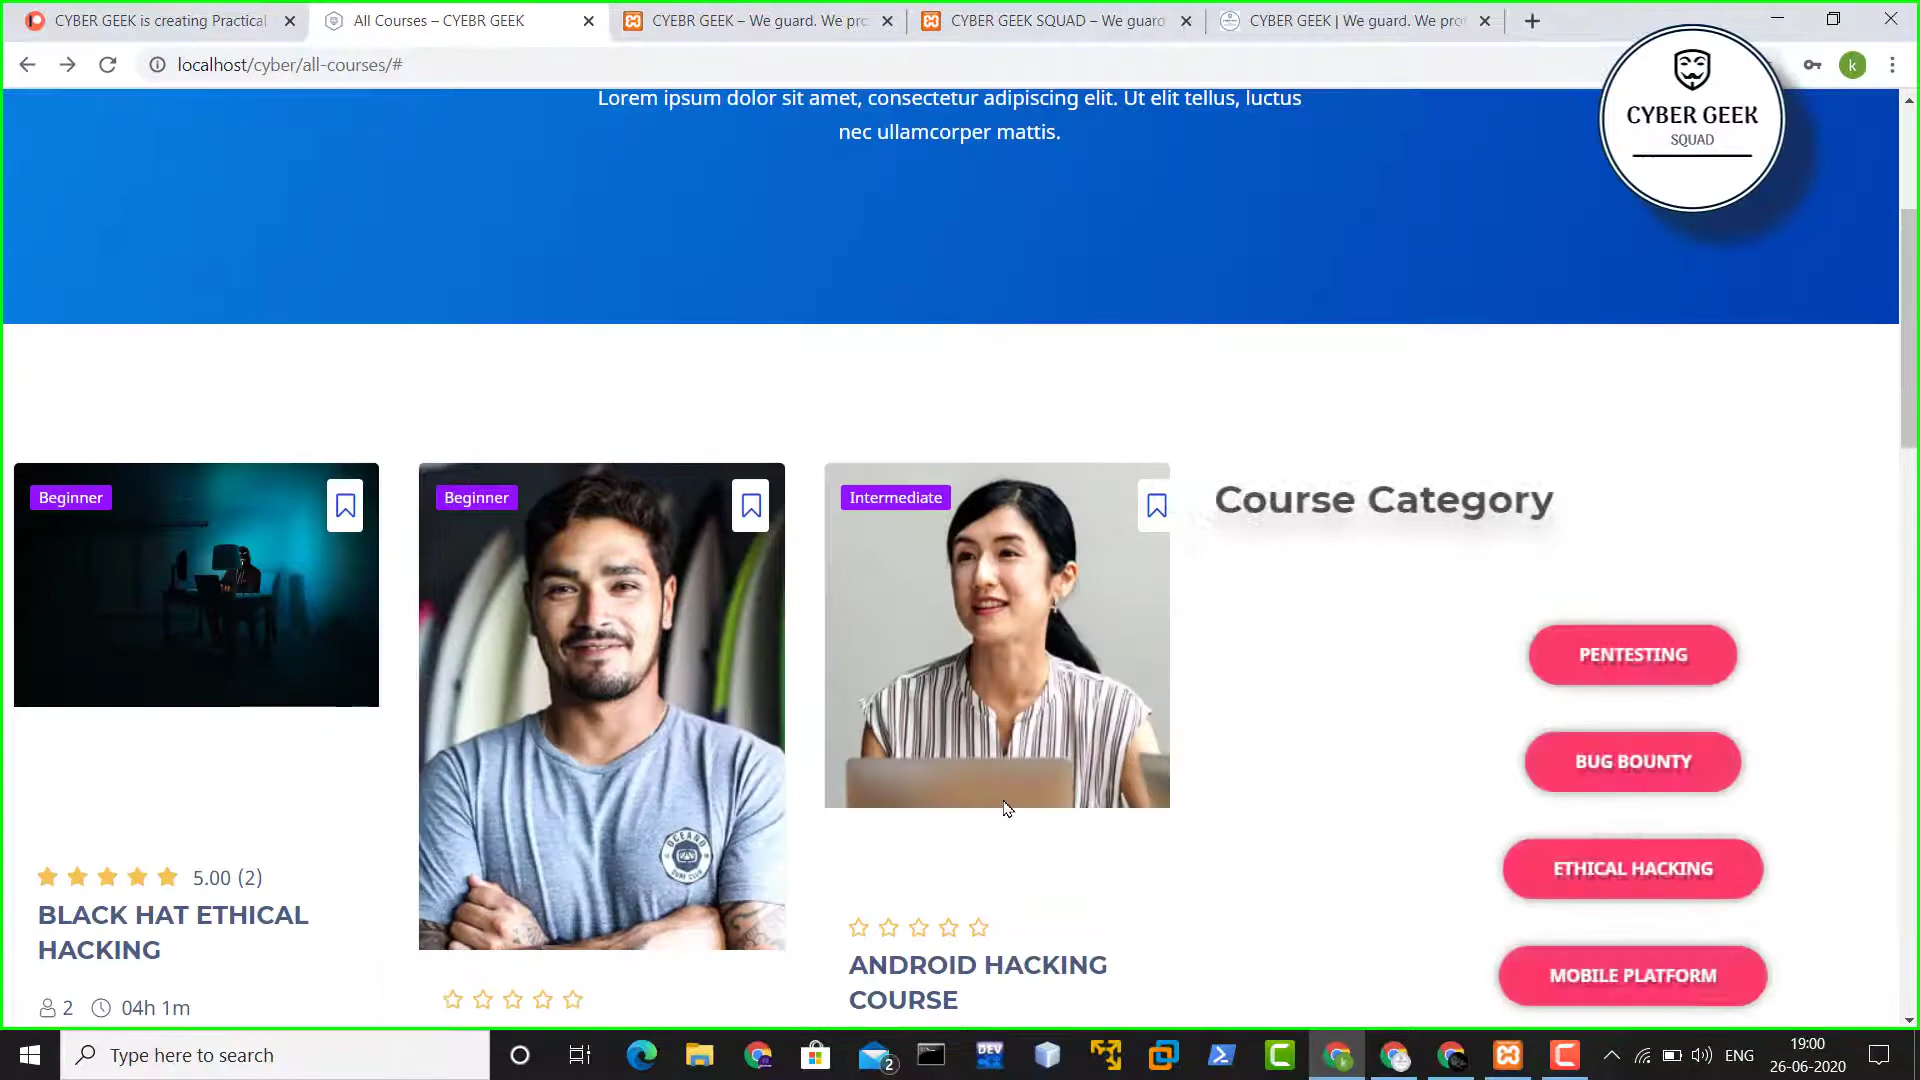 CYBER GEEK is creating Practical
All Courses – CYEBR GEEK
CYEBR GEEK – We guard. We pro
CYBER GEEK SQUAD – We guard
CYBER GEEK | We guard. We pro
localhost/cyber/all-courses/#
k
CYBER GEEK
SQUAD
Lorem ipsum dolor sit amet, consectetur adipiscing elit. Ut elit tellus, luctus
nec ullamcorper mattis.
Beginner
Beginner
Intermediate
Course Category
PENTESTING
BUG BOUNTY
ETHICAL HACKING
MOBILE PLATFORM
5.00 (2)
BLACK HAT ETHICAL
HACKING
2 04h 1m
ANDROID HACKING
COURSE
Type here to search
DEV
2
ENG
19:00
26-06-2020